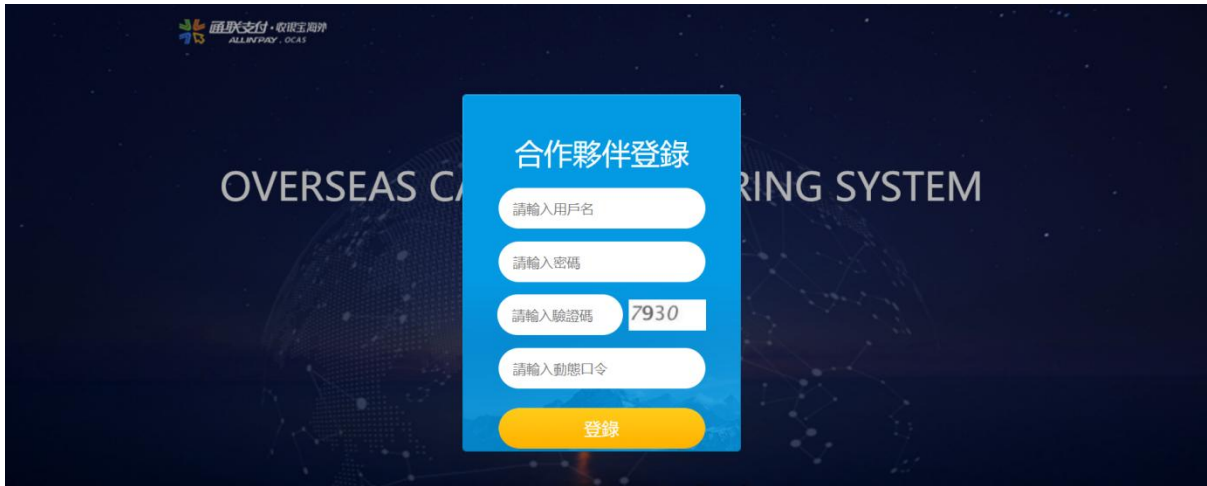 通联支付·收银宝海外
ALLINPAY . OCAS
合作夥伴登錄
OVERSEAS RING SYSTEM
請輸入用戶名
請輸入密碼
請輸入驗證碼 7930
請輸入動態口令
登錄